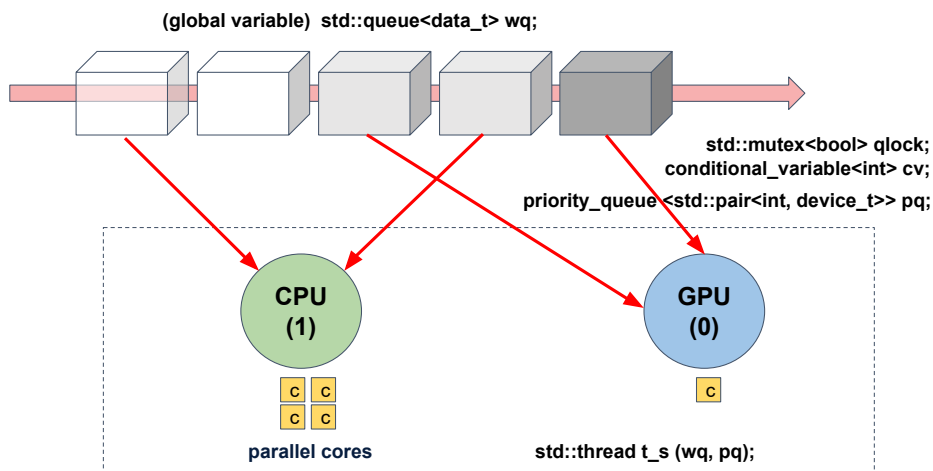 (global variable) std::queue<data_t> wq;
std::mutex<bool> qlock;
conditional_variable<int> cv;
priority_queue <std::pair<int, device_t>> pq;
CPU
(1)
GPU
(0)
c c
c c
c
parallel cores
std::thread t_s (wq, pq);